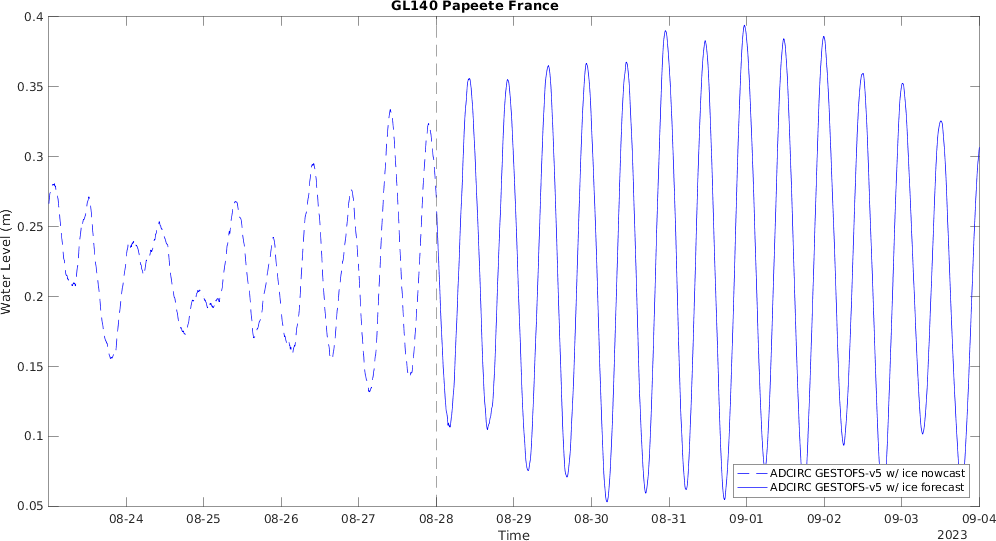 GL140 Papeete France
0.4
0.35
0.3
0.25
0.2
0.15
0.1
0.05
Water Level (m)
08-24 08-25 08-26 08-27 08-28 08-29 08-30 08-31 09-01 09-02 09-03 09-04
Time
2023
ADCIRC GESTOFS-v5 w/ ice nowcast
ADCIRC GESTOFS-v5 w/ ice forecast